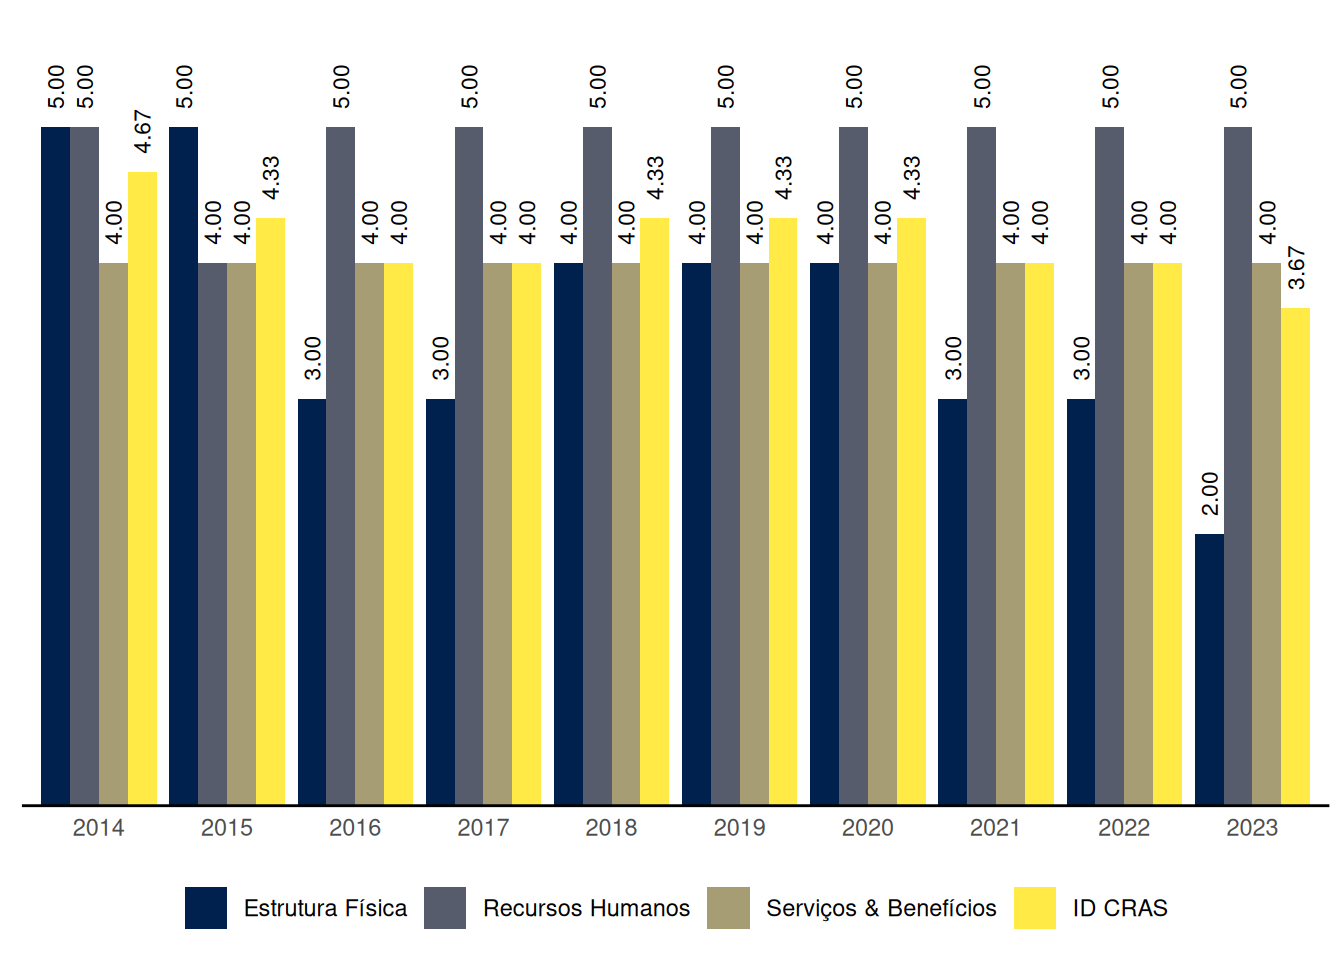 5.00 5.00 4.00 4.67 5.00 4.00 4.00 4.33 3.00 5.00 4.00 4.00 3.00 5.00 4.00 4.00 4.00 5.00 4.00 4.33 4.00 5.00 4.00 4.33 4.00 5.00 4.00 4.33 3.00 5.00 4.00 4.00 3.00 5.00 4.00 4.00 2.00 5.00 4.00 3.67
2014 2015 2016 2017 2018 2019 2020 2021 2022 2023
Estrutura Física Recursos Humanos Serviços & Benefícios ID CRAS